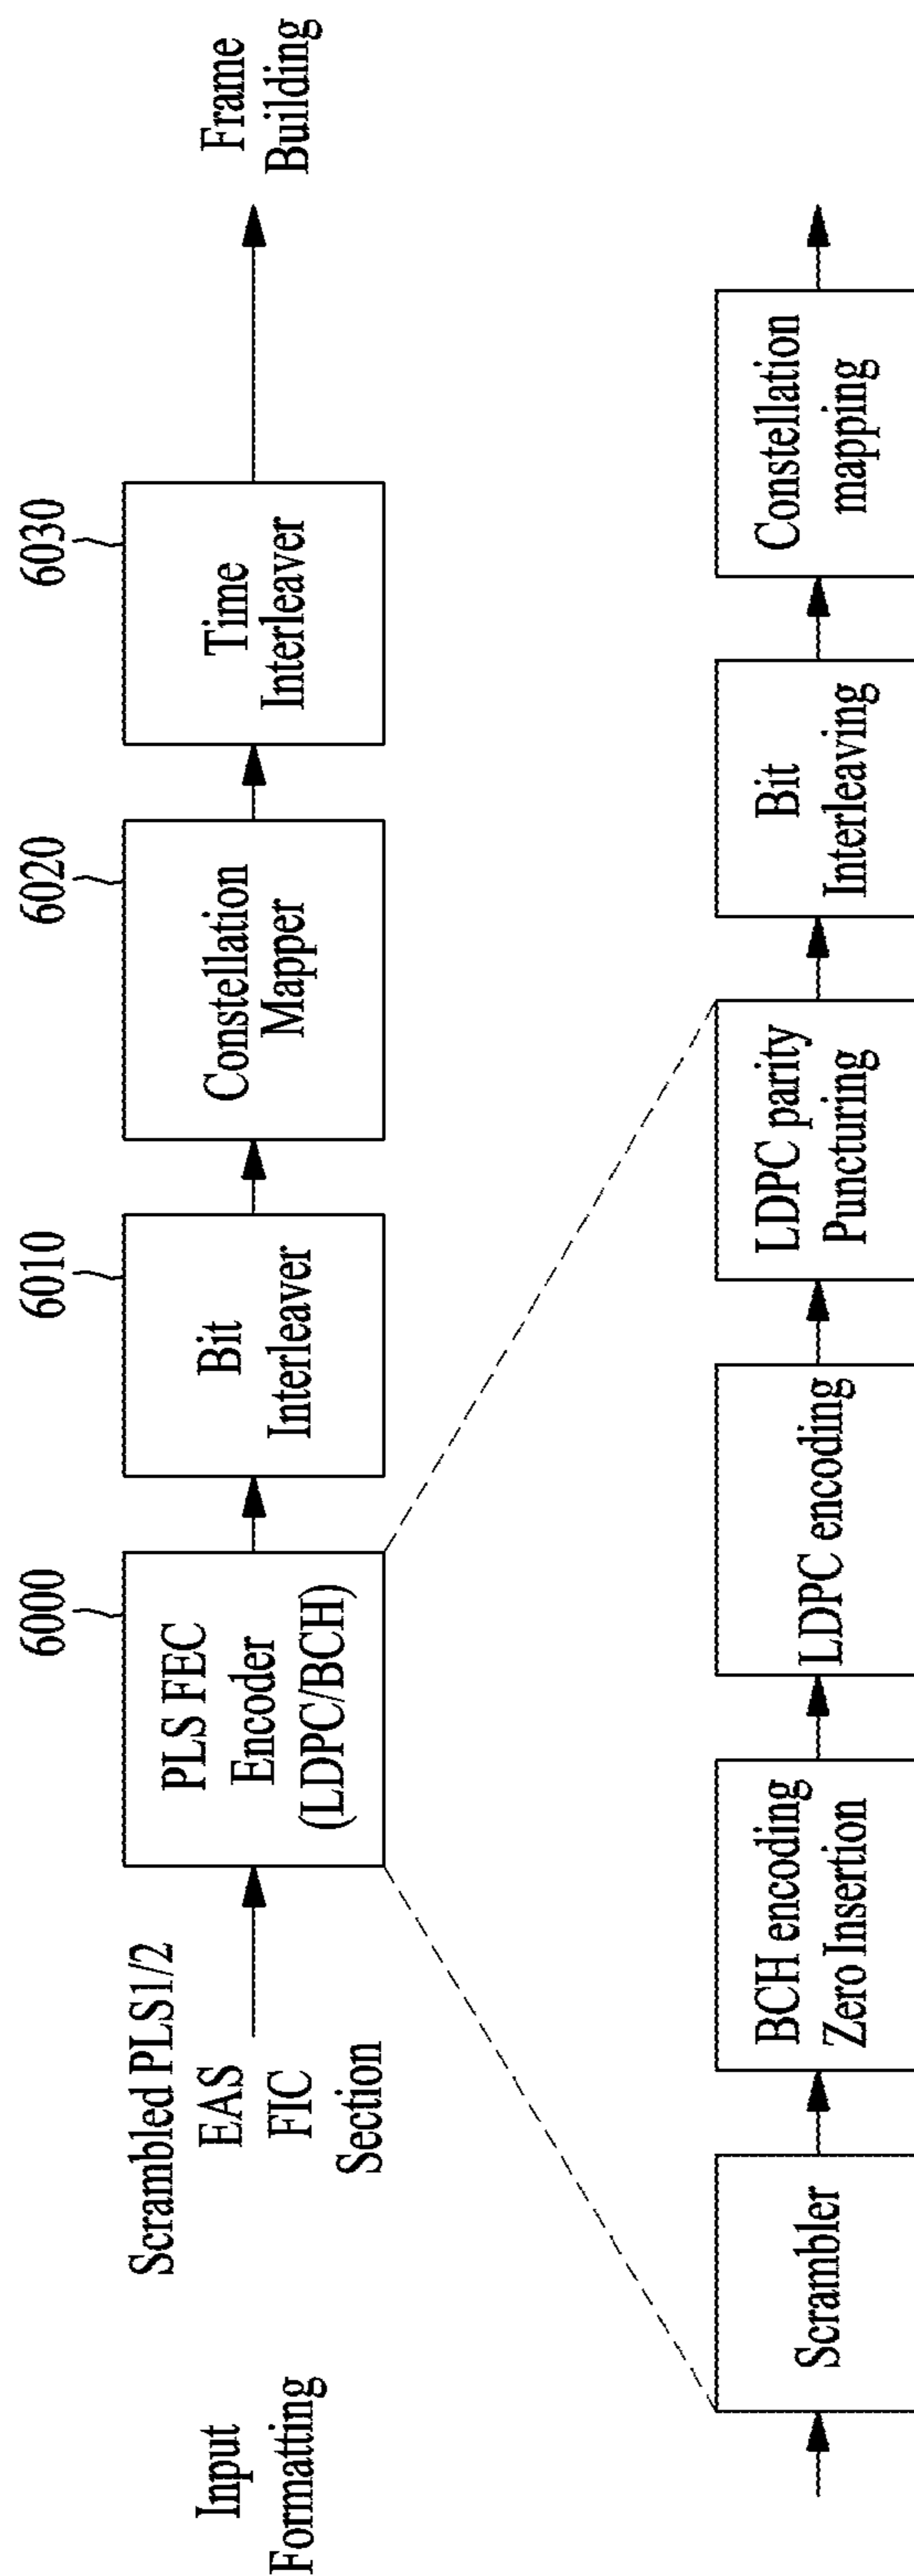 Input
Formatting
Scrambled PLS1/2
EAS
FIC
Section
6000
PLS FEC
Encoder
(LDPC/BCH)
6010
Bit
Interleaver
6020
Constellation
Mapper
6030
Time
Interleaver
Frame
Building
Scrambler
BCH encoding
Zero Insertion
LDPC encoding
LDPC parity
Puncturing
Bit
Interleaving
Constellation
mapping